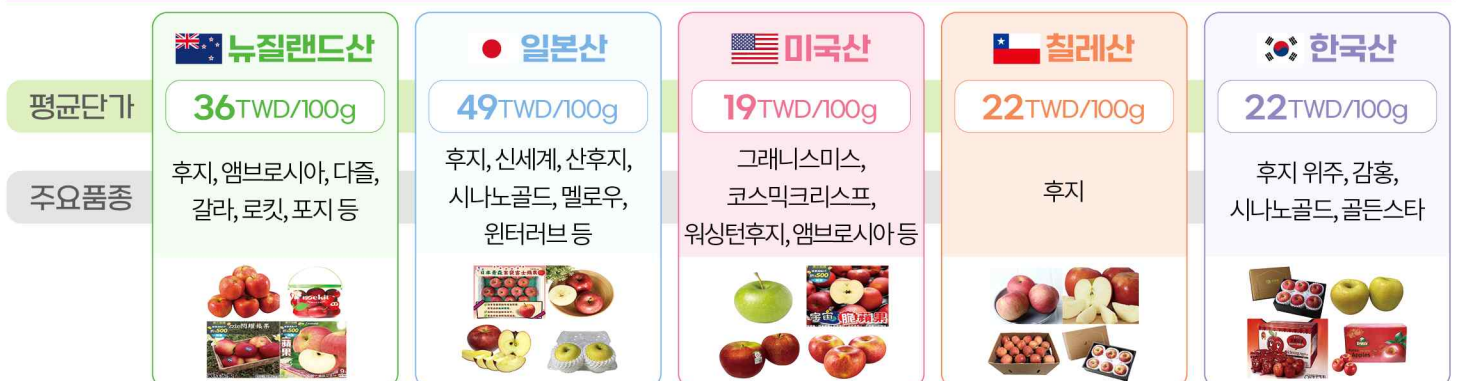 뉴질랜드산
일본산
미국산
칠레산
한국산
평균단가
36TWD/100g
49TWD/100g
19TWD/100g
22TWD/100g
22TWD/100g
주요품종
후지, 앰브로시아, 다즐,
갈라, 로킷, 포지 등
후지, 신세계, 산후지,
시나노골드, 멜로우,
윈터러브 등
그래니스미스,
코스믹크리스프,
워싱턴후지, 앰브로시아 등
후지
후지 위주, 감홍,
시나노골드, 골든스타